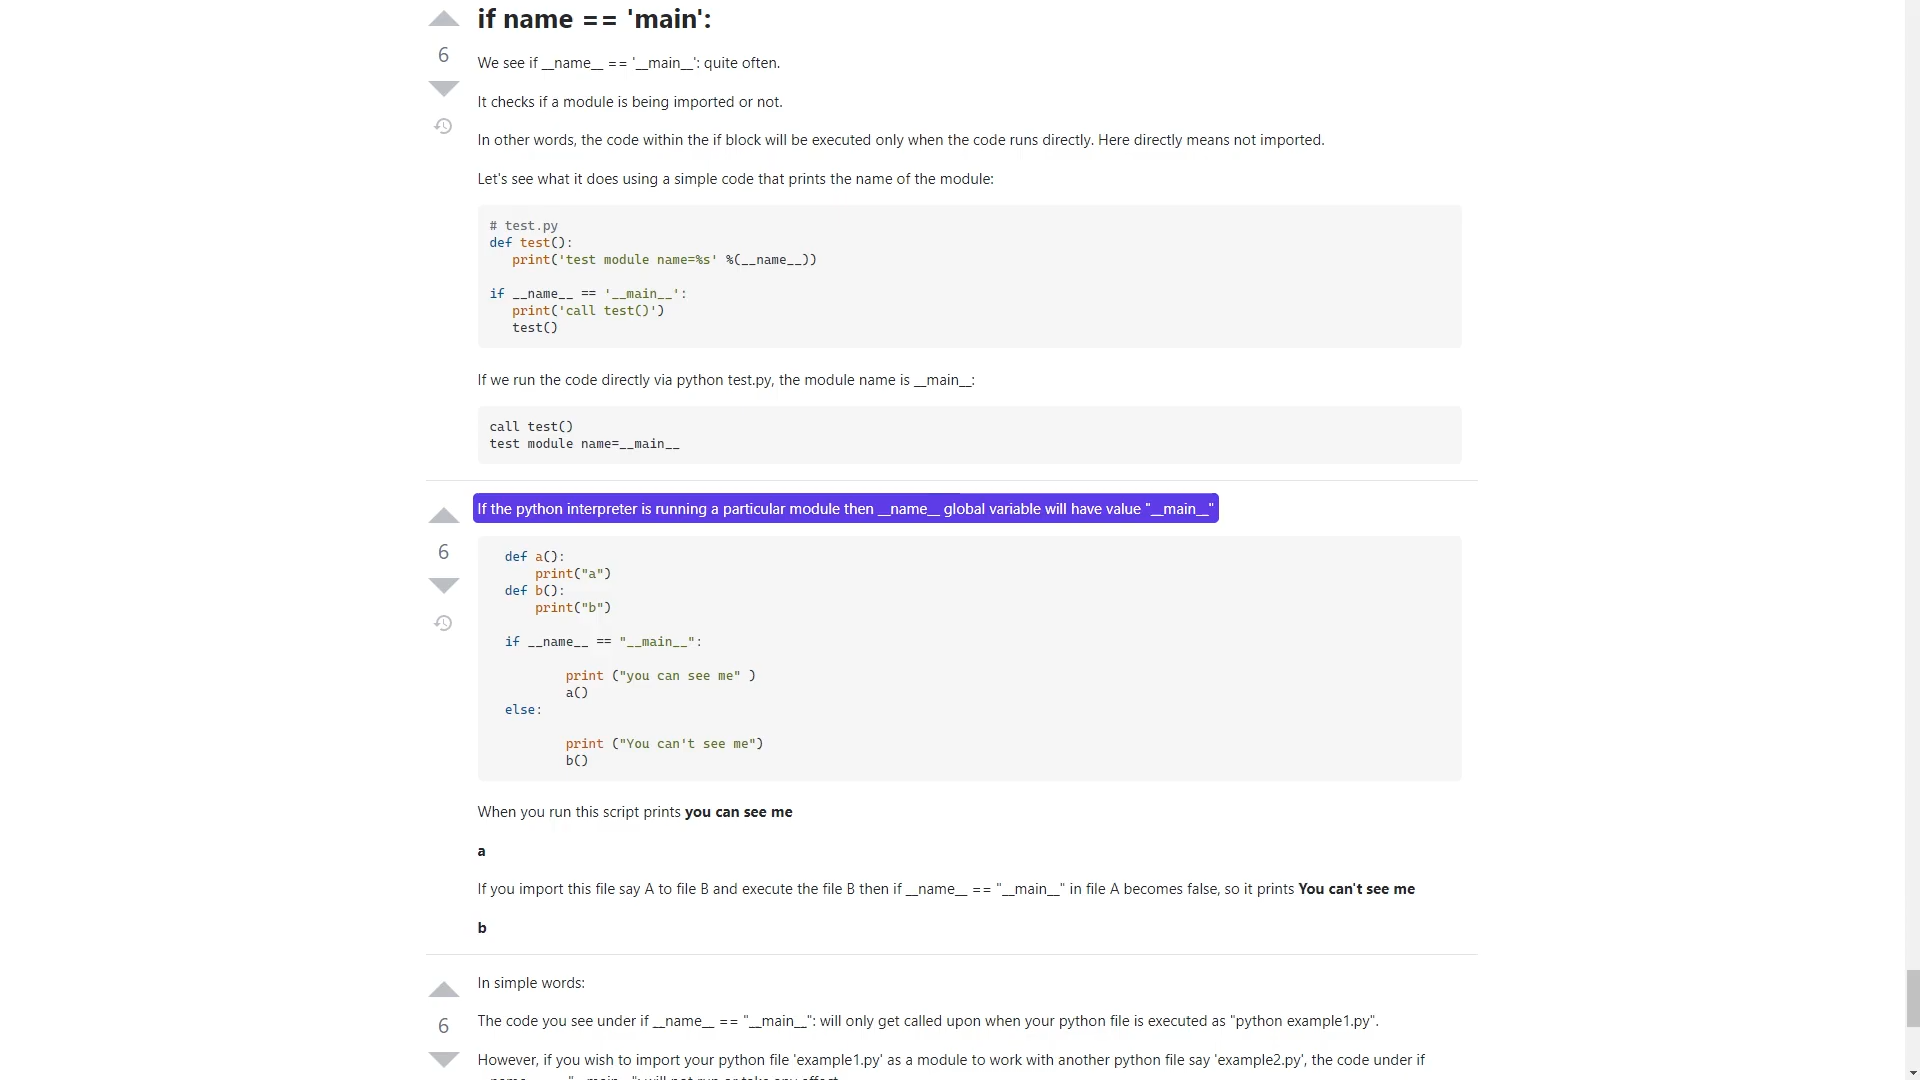 if name == 'main':
6
We see if __name__ == '__main__': quite often.
It checks if a module is being imported or not.
In other words, the code within the if block will be executed only when the code runs directly. Here directly means not imported.
Let's see what it does using a simple code that prints the name of the module:
# test.py
def test():
   print('test module name=%s' %(__name__))
if __name__ == '__main__':
   print('call test()')
   test()
If we run the code directly via python test.py, the module name is __main__:
call test()
test module name=__main__
If the python interpreter is running a particular module then __name__ global variable will have value "__main__"
6
  def a():
      print("a")
  def b():
      print("b")
  if __name__ == "__main__":
          print ("you can see me" )
          a()
  else:
          print ("You can't see me")
          b()
When you run this script prints you can see me
a
If you import this file say A to file B and execute the file B then if __name__ == "__main__" in file A becomes false, so it prints You can't see me
b
In simple words:
6
The code you see under if __name__ == "__main__": will only get called upon when your python file is executed as "python example1.py".
However, if you wish to import your python file 'example1.py' as a module to work with another python file say 'example2.py', the code under if